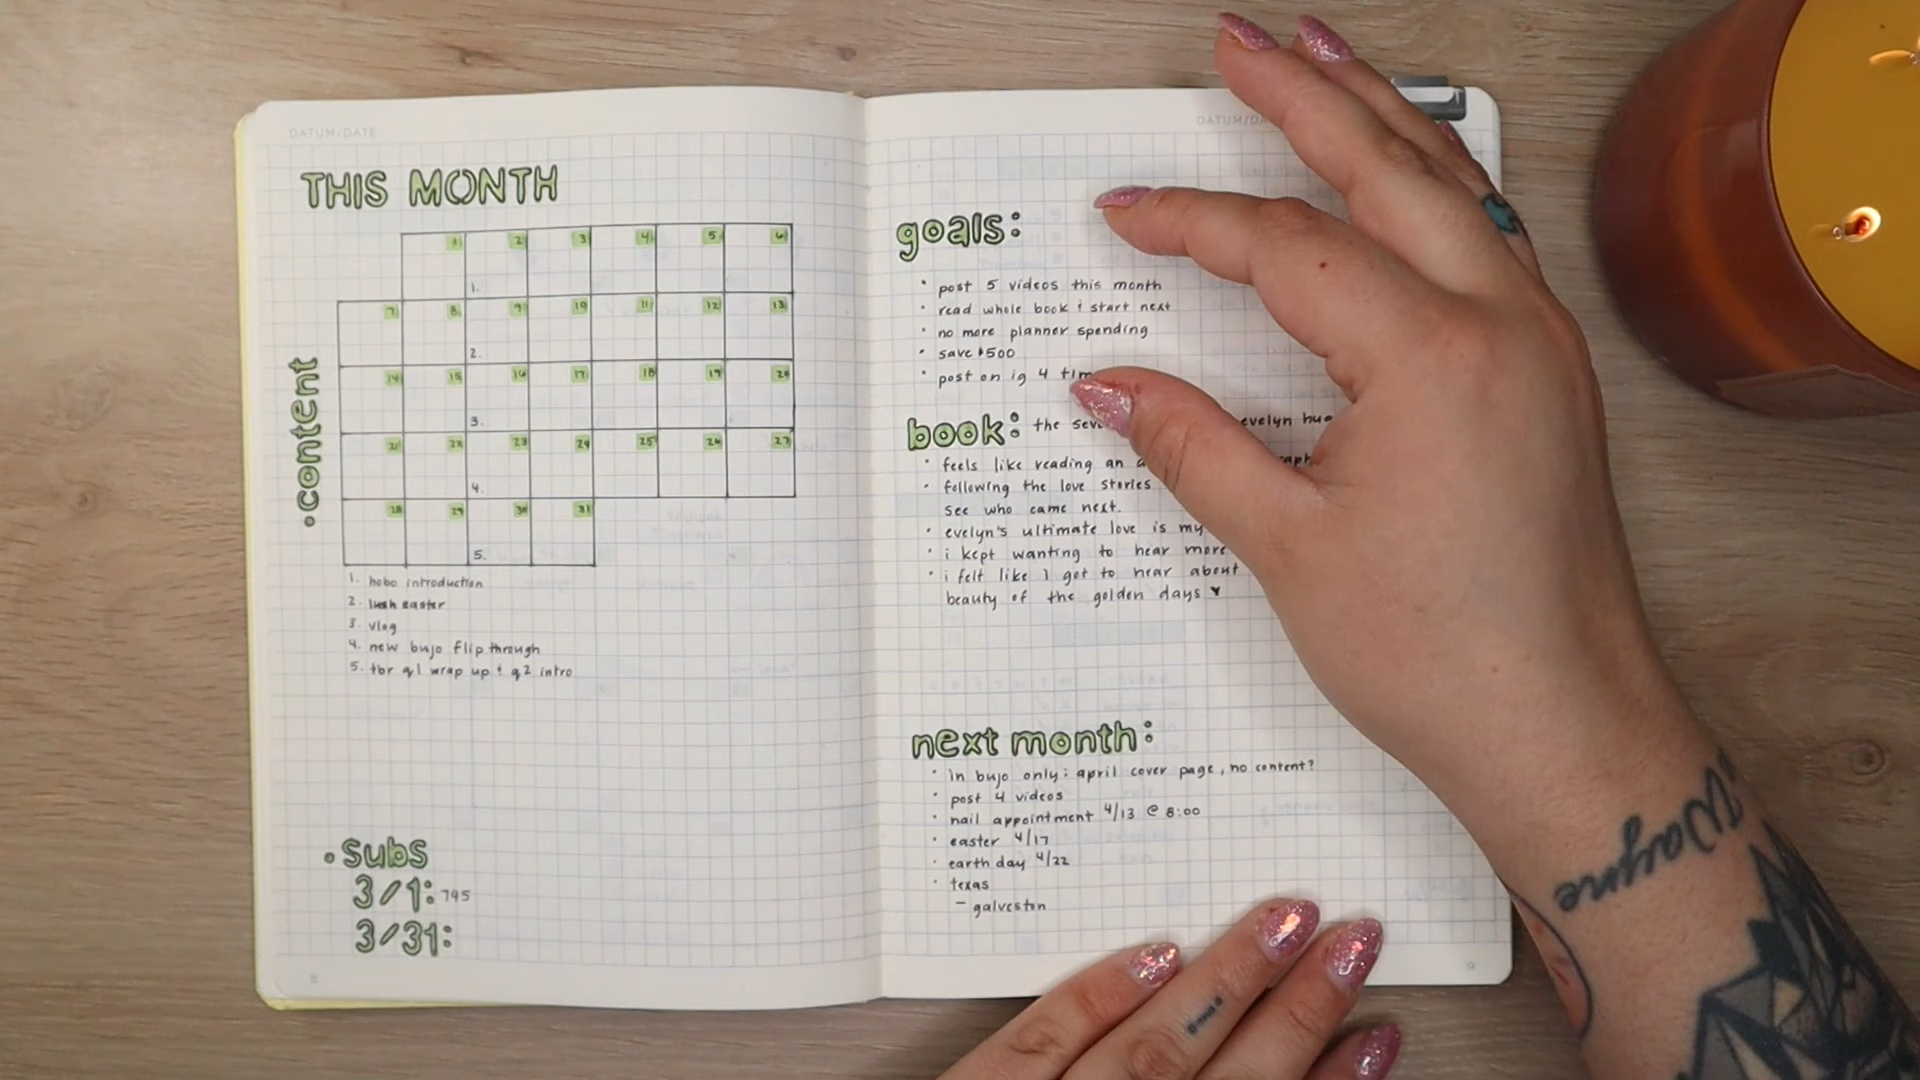 DATUM/DATE
THIS MONTH
1 2 3 4 5 6
1.
7 8 9 10 11 12 13
2.
14 15 16 17 18 19 20
3.
21 22 23 24 25 26 27
4.
28 29 30 31
5.
• content
1. hobo introduction
2. lush easter
3. vlog
4. new bujo flip through
5. tbr q1 wrap up + q2 intro
• subs
3/1: 795
3/31:
8
DATUM/DA
goals:
• post 5 videos this month
• read whole book i start next
• no more planner spending
• save $500
• post on ig 4
book: the evelyn
• feels like reading an
• following the love stories
see who came next.
• evelyn's ultimate love is my
• i kept wanting to hear more
• i felt like I got to hear about
beauty of the golden days ♥
next month:
• in bujo only: april cover page, no content?
• post 4 videos
• nail appointment 4/13 @ 8:00
• easter 4/17
• earth day 4/22
• texas
– galveston
9
Wayne